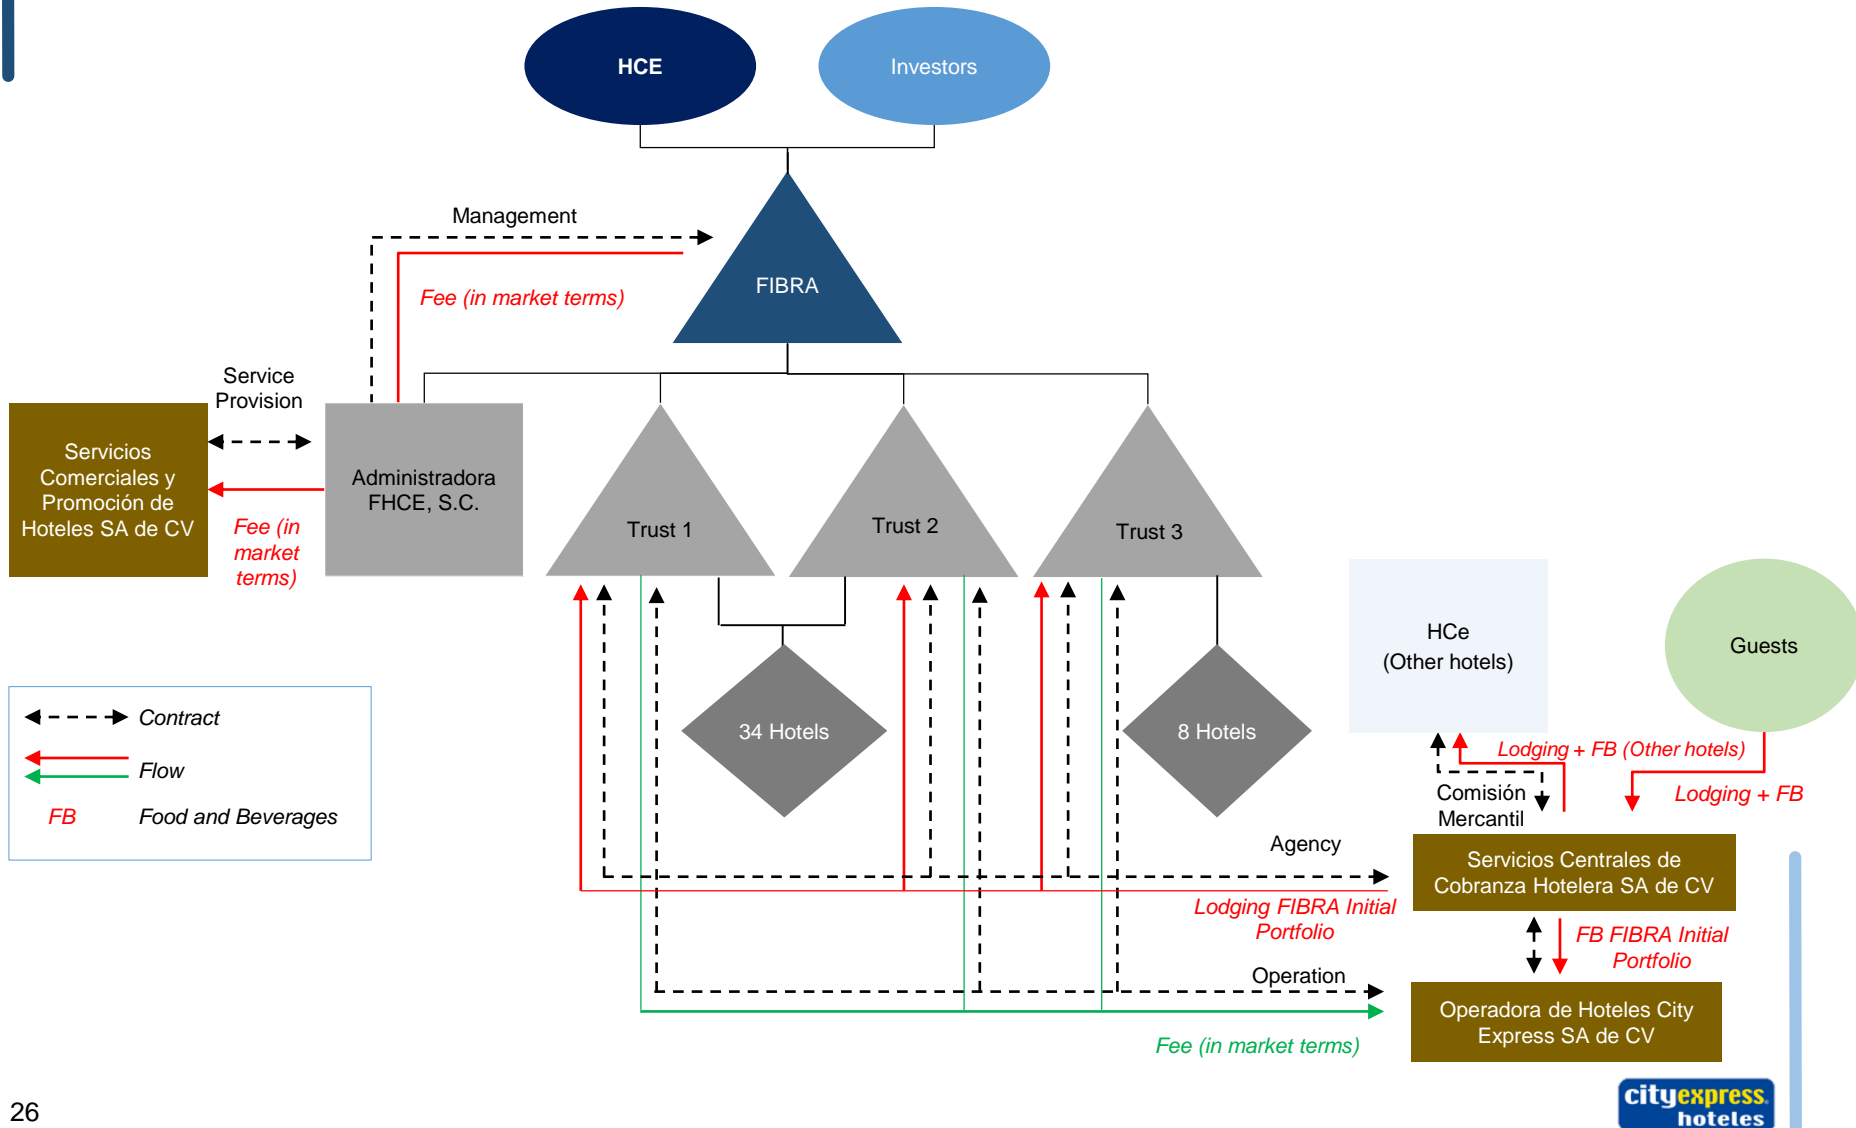 HCE
Investors
Management
Fee (in market terms)
FIBRA
Service
Provision
Servicios
Comerciales y
Promoción de
Hoteles SA de CV
Fee (in
market
terms)
Administradora
FHCE, S.C.
Trust 1
Trust 2
Trust 3
34 Hotels
8 Hotels
HCe
(Other hotels)
Guests
Contract
Flow
FB Food and Beverages
Lodging + FB (Other hotels)
Lodging + FB
Comisión
Mercantil
Agency
Servicios Centrales de
Cobranza Hotelera SA de CV
Lodging FIBRA Initial
Portfolio
FB FIBRA Initial
Portfolio
Operation
Operadora de Hoteles City
Express SA de CV
Fee (in market terms)
cityexpress.
hoteles
26